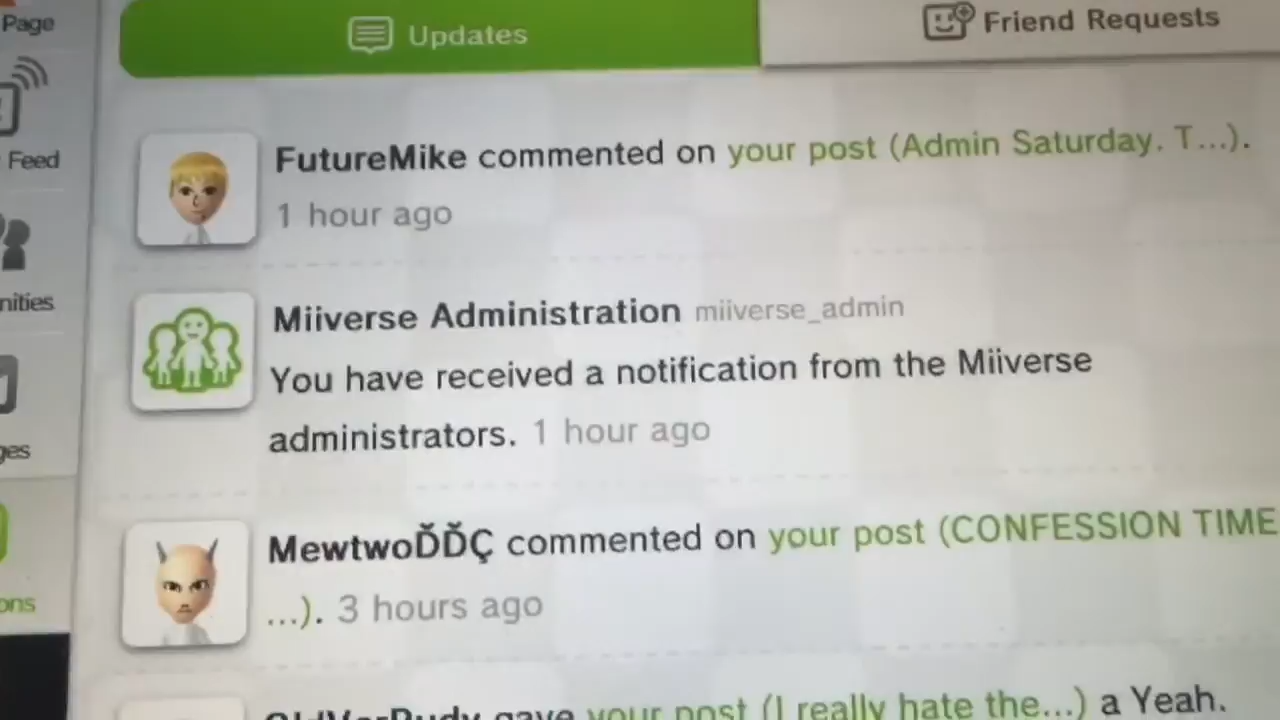 Page
Updates
Friend Requests
FutureMike commented on your post (Admin Saturday. T...).
Feed
1 hour ago
nities
Miiverse Administration miiverse_admin
You have received a notification from the Miiverse
administrators. 1 hour ago
ges
MewtwoĎĎÇ commented on your post (CONFESSION TIME
...). 3 hours ago
ons
gave your post (I really hate the...) a Yeah.